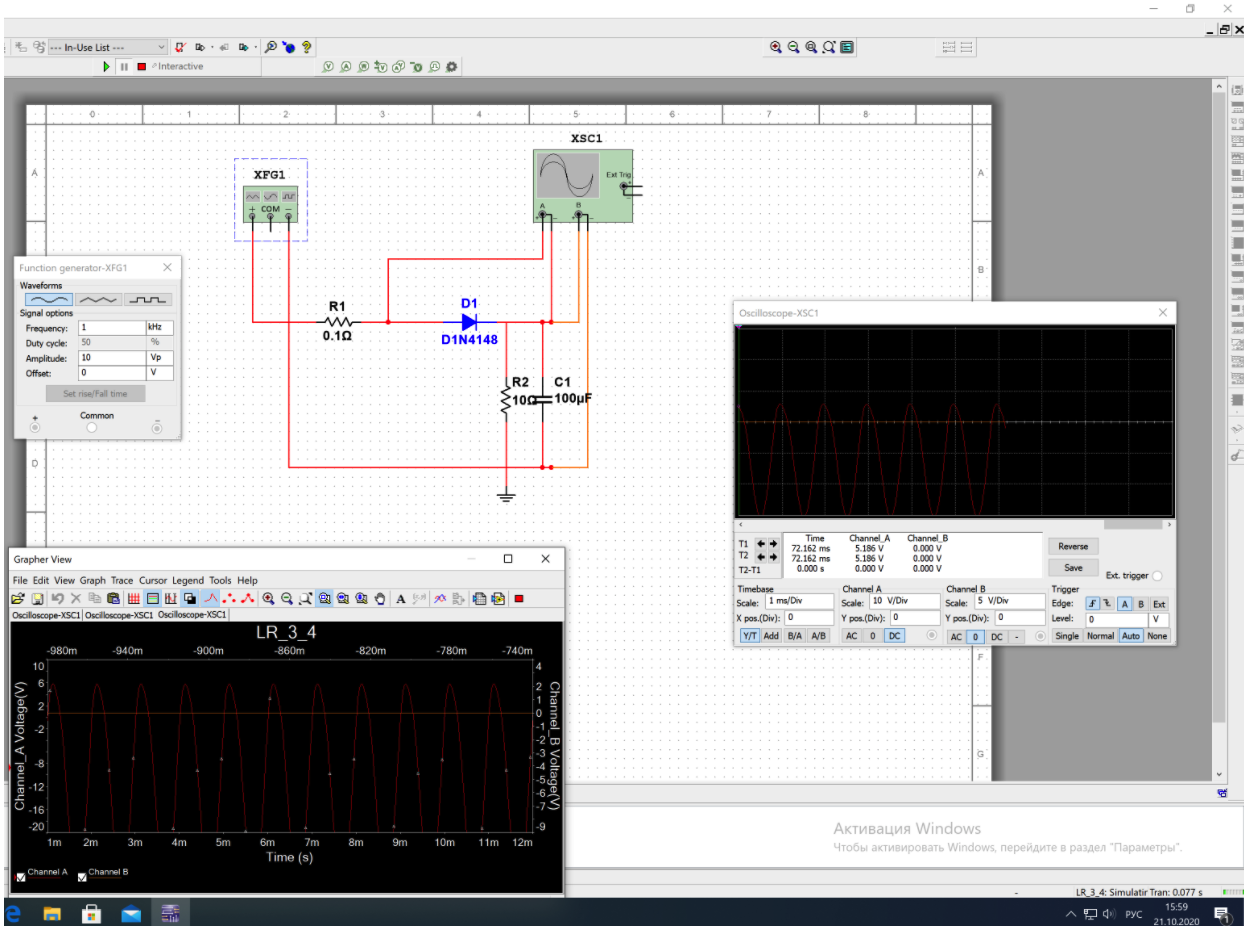 --- In-Use List ---
Interactive
0 1 2 3 4 5 6 7 8
A
A
B
D
F
G
XSC1
Ext Trig
A B
XFG1
+ COM −
R1
0.1Ω
D1
D1N4148
R2
10Ω
C1
100µF
Function generator-XFG1
Waveforms
Signal options
Frequency: 1 kHz
Duty cycle: 50 %
Amplitude: 10 Vp
Offset: 0 V
Set rise/Fall time
+ Common −
Oscilloscope-XSC1
Time Channel_A Channel_B
T1 72.162 ms 5.186 V 0.000 V
T2 72.162 ms 5.186 V 0.000 V
T2-T1 0.000 s 0.000 V 0.000 V
Reverse
Save
Ext. trigger
Timebase
Scale: 1 ms/Div
X pos.(Div): 0
Y/T Add B/A A/B
Channel A
Scale: 10 V/Div
Y pos.(Div): 0
AC 0 DC
Channel B
Scale: 5 V/Div
Y pos.(Div): 0
AC 0 DC -
Trigger
Edge: A B Ext
Level: 0 V
Single Normal Auto None
Grapher View
File Edit View Graph Trace Cursor Legend Tools Help
Oscilloscope-XSC1 Oscilloscope-XSC1 Oscilloscope-XSC1
LR_3_4
-980m -940m -900m -860m -820m -780m -740m
Channel_A Voltage(V)
10
6
2
-2
-8
-12
-16
-20
Channel_B Voltage(V)
4
2
1
0
-1
-2
-3
-4
-5
-6
-7
-9
1m 2m 3m 4m 5m 6m 7m 8m 9m 10m 11m 12m
Time (s)
Channel A Channel B
Активация Windows
Чтобы активировать Windows, перейдите в раздел "Параметры".
LR_3_4: Simulatir Tran: 0.077 s
РУС
15:59
21.10.2020
1